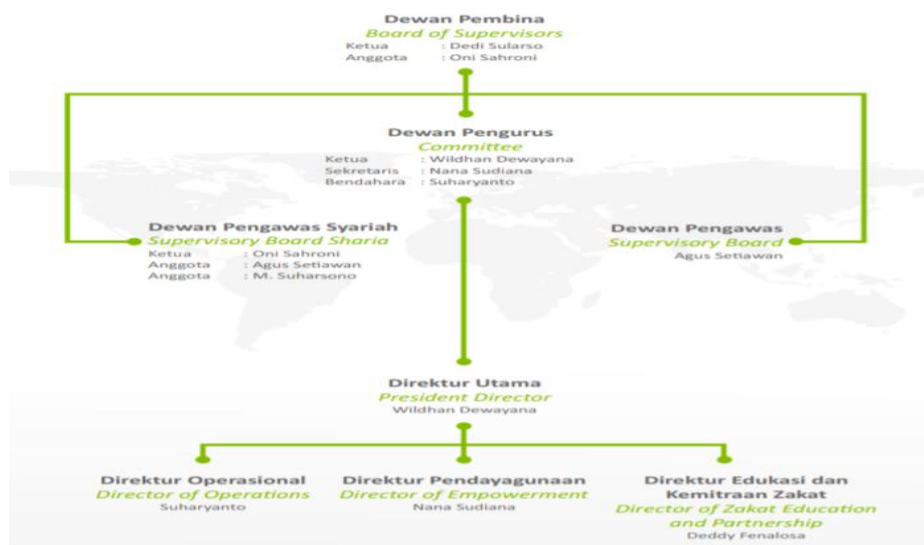 Dewan Pembina
Board of Supervisors
Ketua : Dedi Sularso
Anggota : Oni Sahroni
Dewan Pengurus
Committee
Ketua : Wildhan Dewayana
Sekretaris : Nana Sudiana
Bendahara : Suharyanto
Dewan Pengawas Syariah
Supervisory Board Sharia
Ketua : Oni Sahroni
Anggota : Agus Setiawan
Anggota : M. Suharsono
Dewan Pengawas
Supervisory Board
Agus Setiawan
Direktur Utama
President Director
Wildhan Dewayana
Direktur Operasional
Director of Operations
Suharyanto
Direktur Pendayagunaan
Director of Empowerment
Nana Sudiana
Direktur Edukasi dan
Kemitraan Zakat
Director of Zakat Education
and Partnership
Deddy Fenalosa